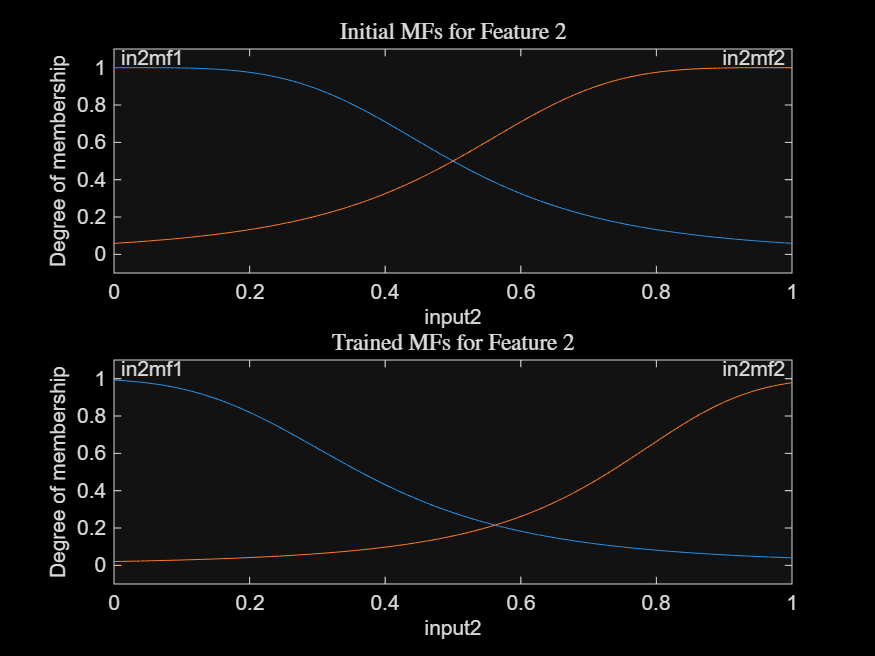 Initial MFs for Feature 2
in2mf1
in2mf2
Degree of membership
1
0.8
0.6
0.4
0.2
0
0 0.2 0.4 0.6 0.8 1
input2
Trained MFs for Feature 2
in2mf1
in2mf2
Degree of membership
1
0.8
0.6
0.4
0.2
0
0 0.2 0.4 0.6 0.8 1
input2